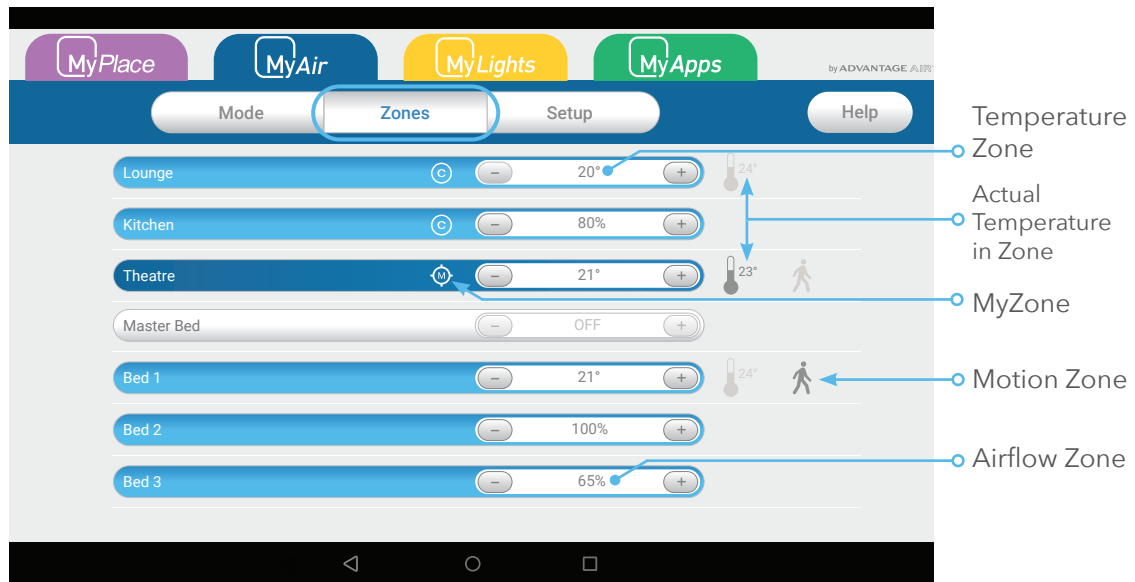 MyPlace
MyAir
MyLights
MyApps
by ADVANTAGE AIR
Mode
Zones
Setup
Help
Temperature
Zone
Lounge
C
–
20°
+
24°
Actual
Temperature
in Zone
Kitchen
C
–
80%
+
Theatre
M
–
21°
+
23°
MyZone
Master Bed
–
OFF
+
Bed 1
–
21°
+
24°
Motion Zone
Bed 2
–
100%
+
Airflow Zone
Bed 3
–
65%
+